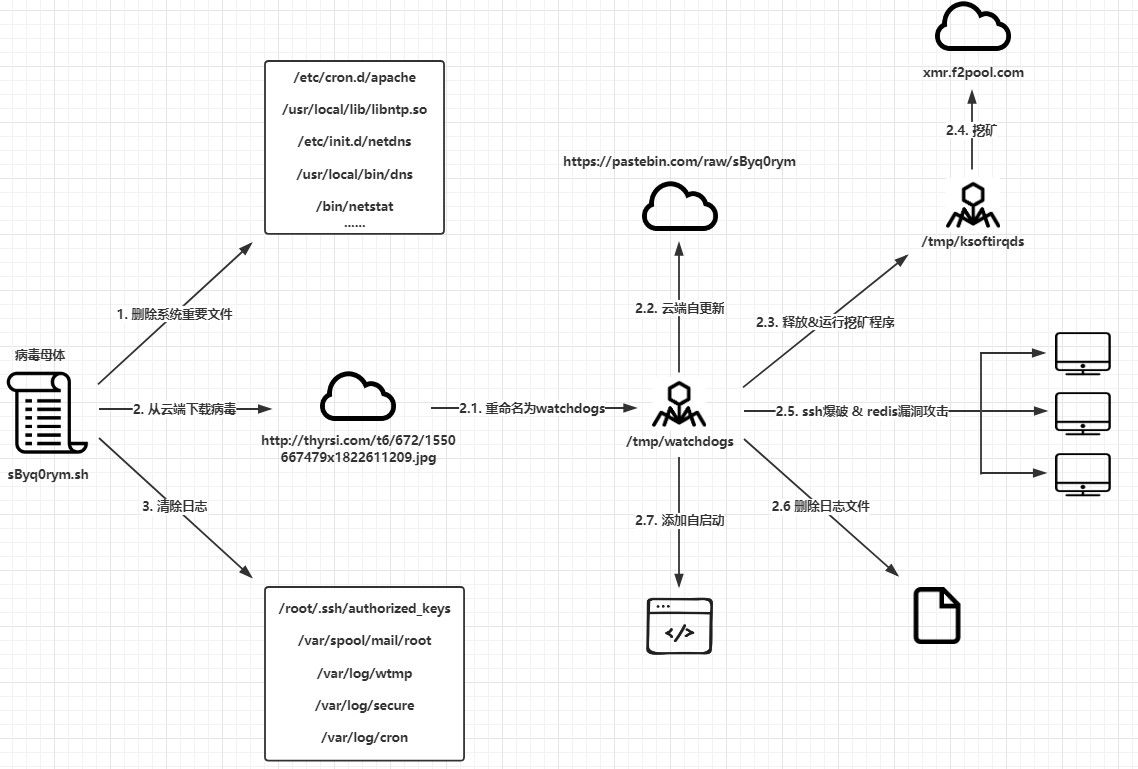 xmr.f2pool.com
/etc/cron.d/apache
/usr/local/lib/libntp.so
/etc/init.d/netdns
/usr/local/bin/dns
/bin/netstat
......
2.4. 挖矿
https://pastebin.com/raw/sByq0rym
/tmp/ksoftirqds
1. 删除系统重要文件
2.2. 云端自更新
2.3. 释放&运行挖矿程序
病毒母体
2. 从云端下载病毒
2.1. 重命名为watchdogs
2.5. ssh爆破 & redis漏洞攻击
http://thyrsi.com/t6/672/1550
667479x1822611209.jpg
/tmp/watchdogs
sByq0rym.sh
3. 清除日志
2.6 删除日志文件
2.7. 添加自启动
/root/.ssh/authorized_keys
/var/spool/mail/root
/var/log/wtmp
/var/log/secure
/var/log/cron
</>